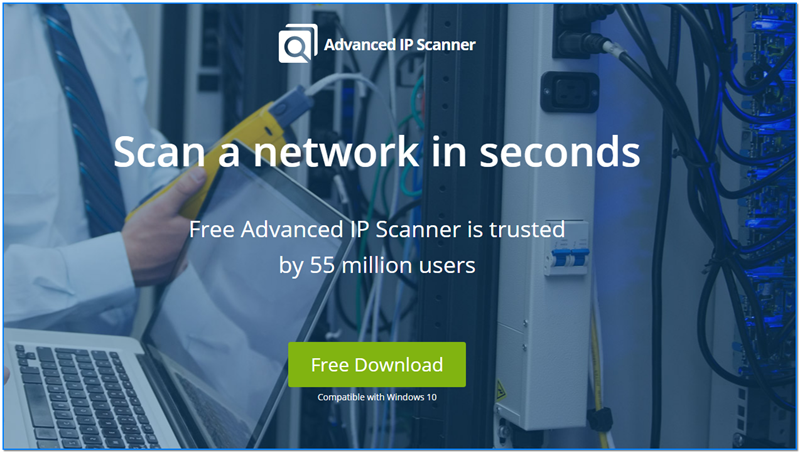 Advanced IP Scanner
Scan a network in seconds
Free Advanced IP Scanner is trusted
by 55 million users
Free Download
Compatible with Windows 10